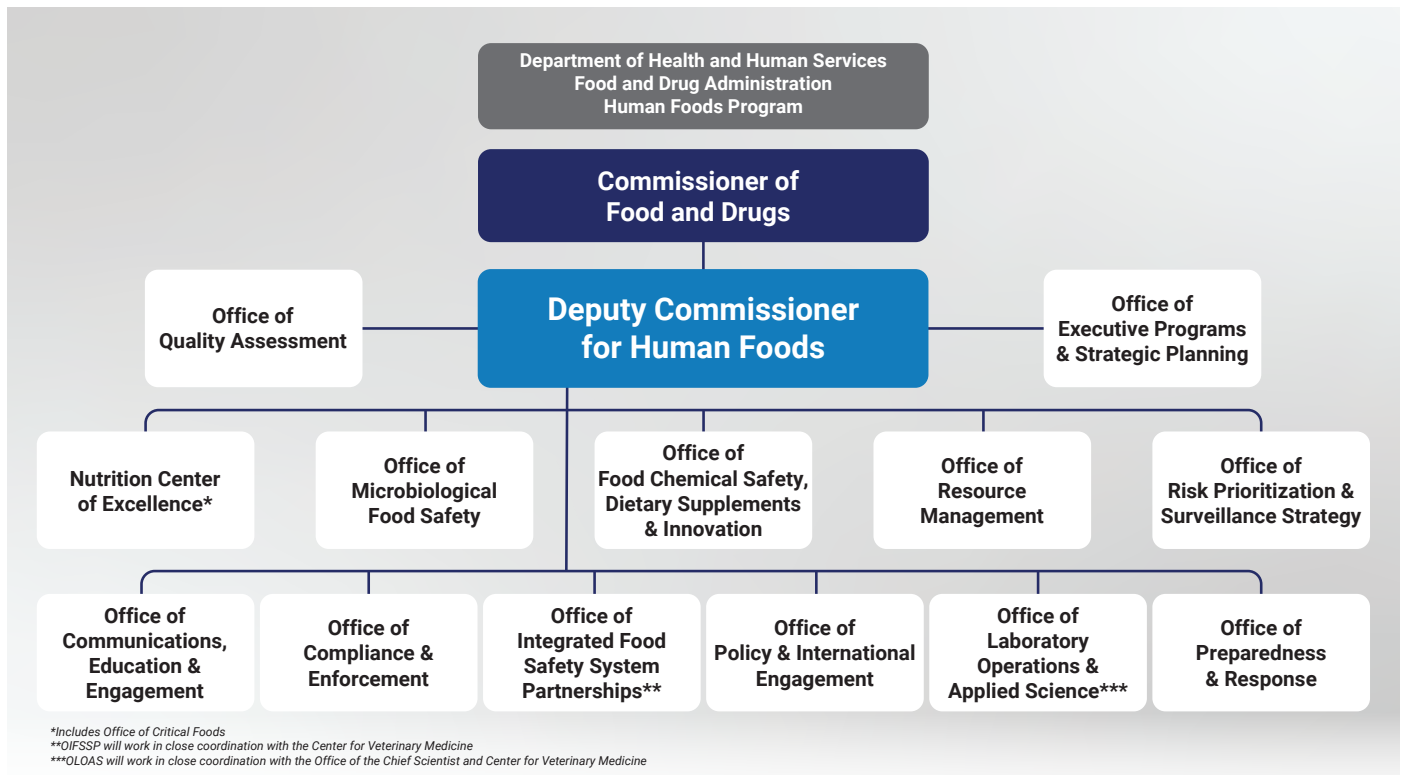 Department of Health and Human Services
Food and Drug Administration
Human Foods Program
Commissioner of
Food and Drugs
Office of
Quality Assessment
Deputy Commissioner
for Human Foods
Office of
Executive Programs
& Strategic Planning
Nutrition Center
of Excellence*
Office of
Microbiological
Food Safety
Office of
Food Chemical Safety,
Dietary Supplements
& Innovation
Office of
Resource
Management
Office of
Risk Prioritization &
Surveillance Strategy
Office of
Communications,
Education &
Engagement
Office of
Compliance &
Enforcement
Office of
Integrated Food
Safety System
Partnerships**
Office of
Policy & International
Engagement
Office of
Laboratory
Operations &
Applied Science***
Office of
Preparedness
& Response
*Includes Office of Critical Foods
**OIFSSP will work in close coordination with the Center for Veterinary Medicine
***OLOAS will work in close coordination with the Office of the Chief Scientist and Center for Veterinary Medicine